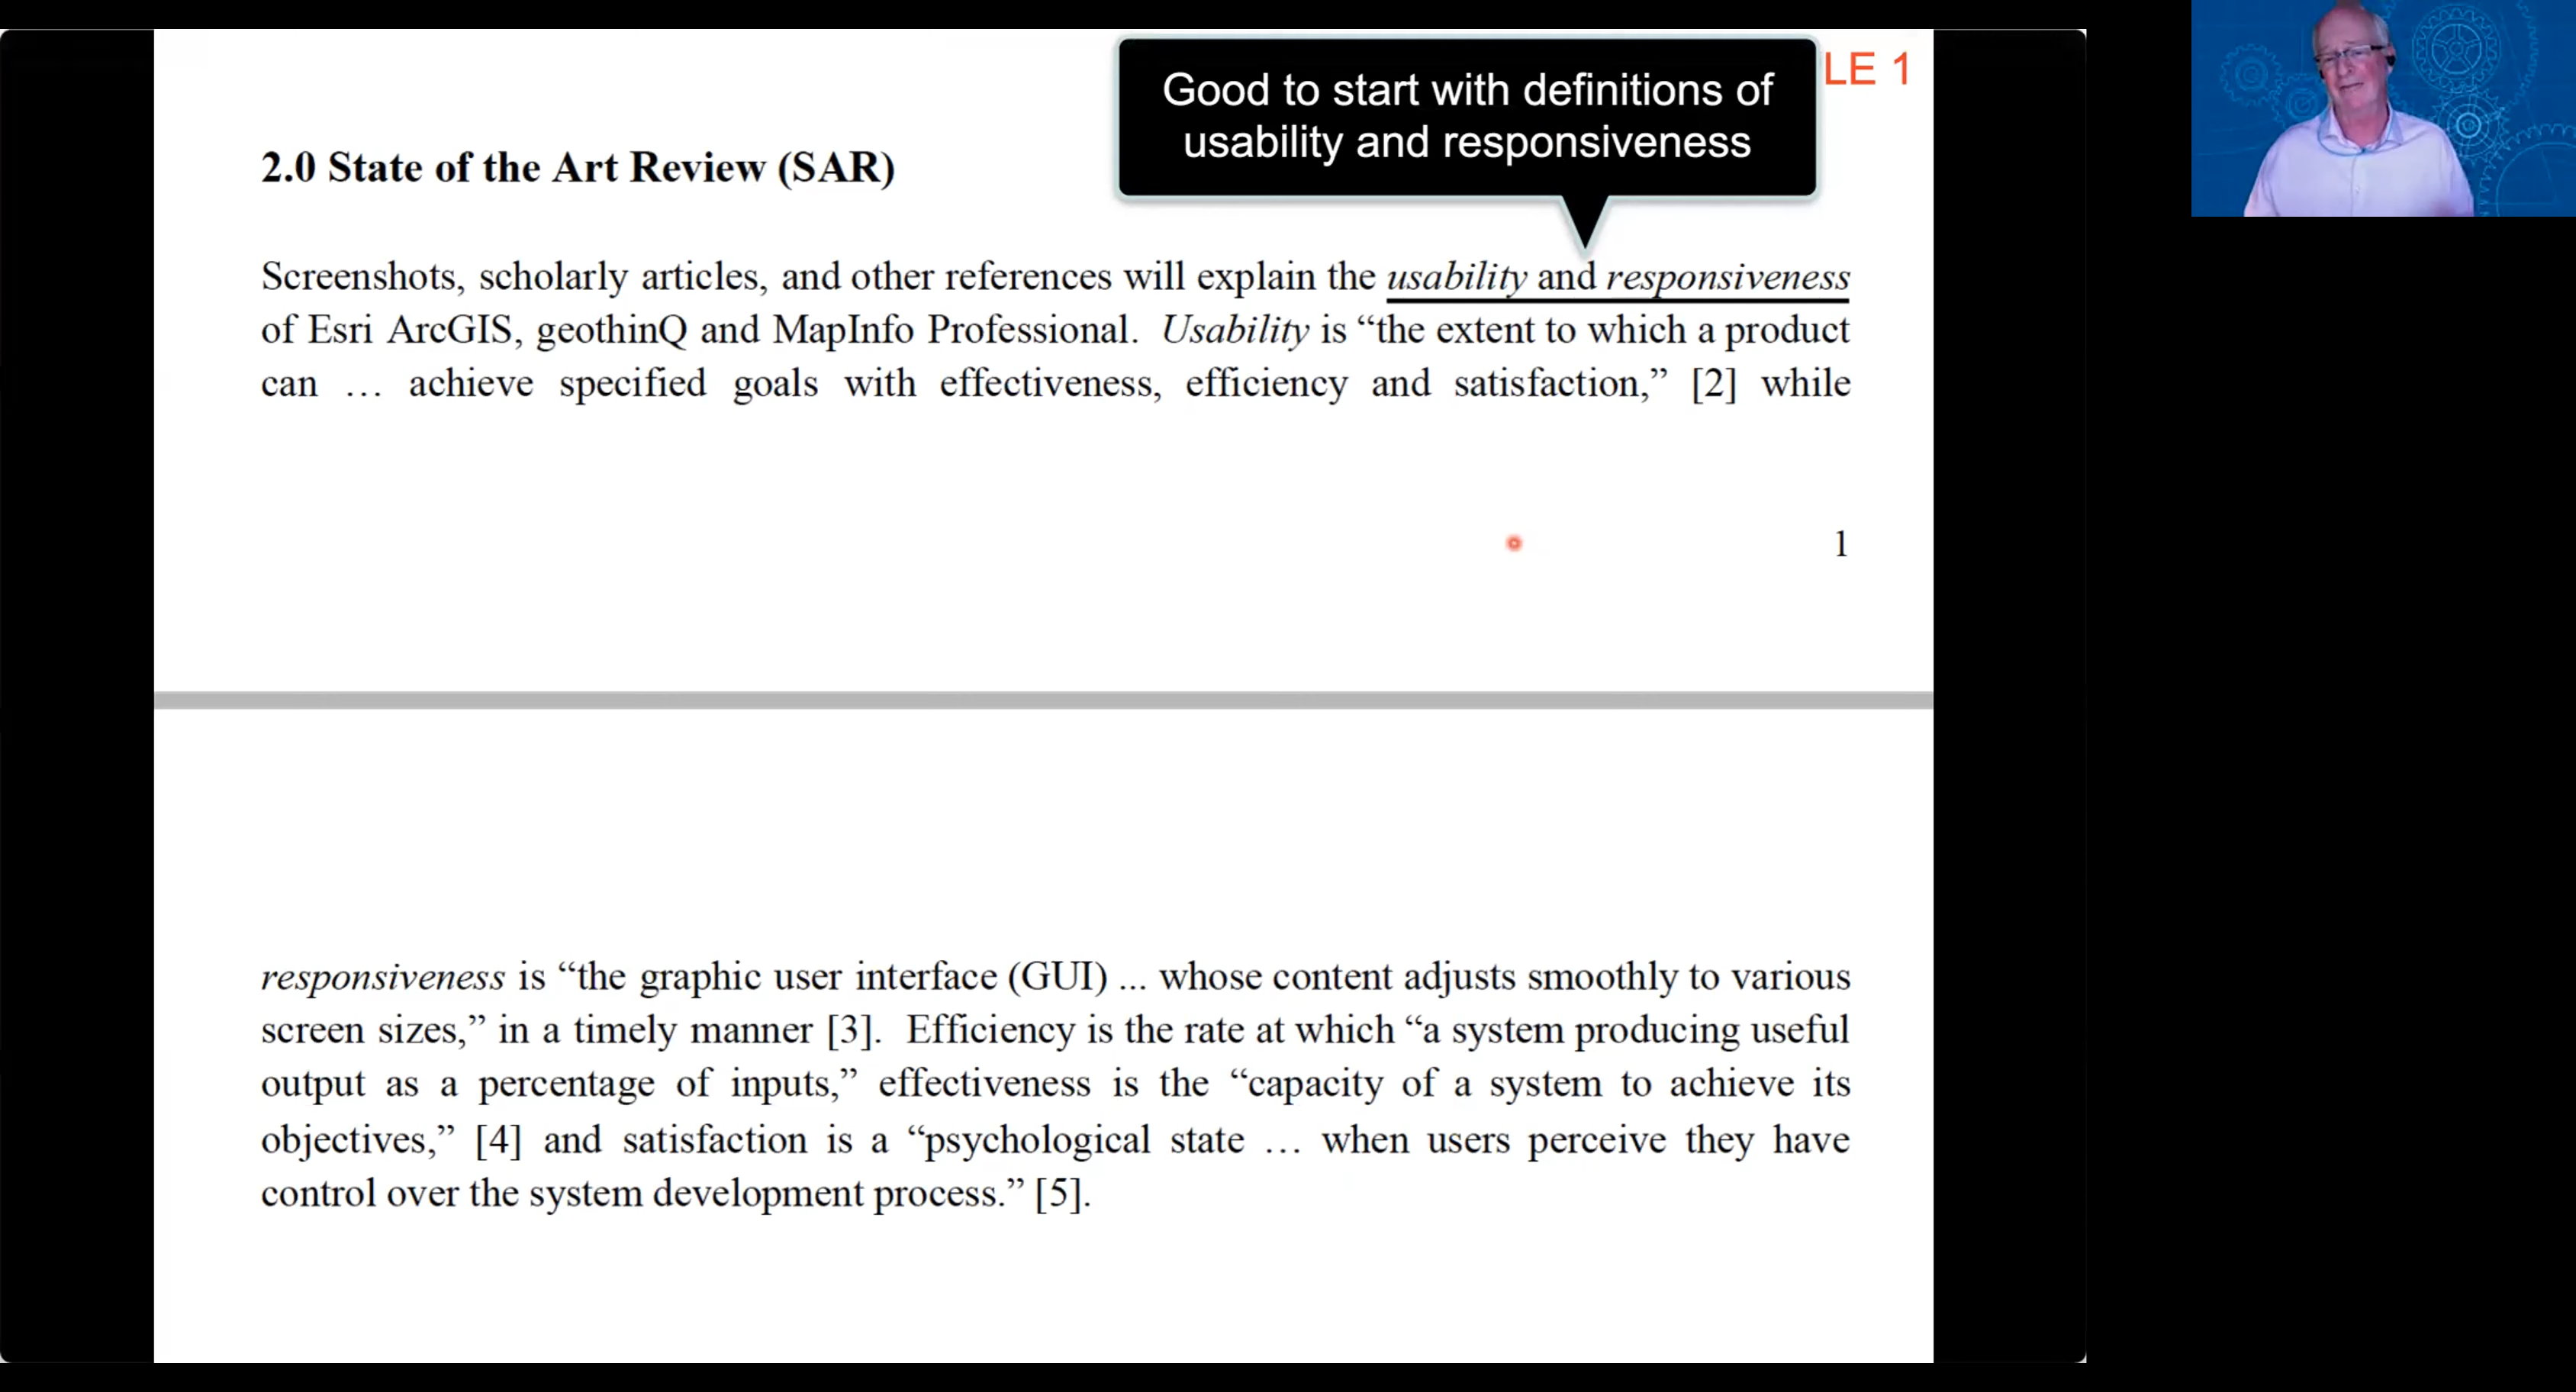 Good to start with definitions of
usability and responsiveness
LE 1
2.0 State of the Art Review (SAR)
Screenshots, scholarly articles, and other references will explain the usability and responsiveness
of Esri ArcGIS, geothinQ and MapInfo Professional. Usability is “the extent to which a product
can … achieve specified goals with effectiveness, efficiency and satisfaction,” [2] while
1
responsiveness is “the graphic user interface (GUI) ... whose content adjusts smoothly to various
screen sizes,” in a timely manner [3]. Efficiency is the rate at which “a system producing useful
output as a percentage of inputs,” effectiveness is the “capacity of a system to achieve its
objectives,” [4] and satisfaction is a “psychological state … when users perceive they have
control over the system development process.” [5].